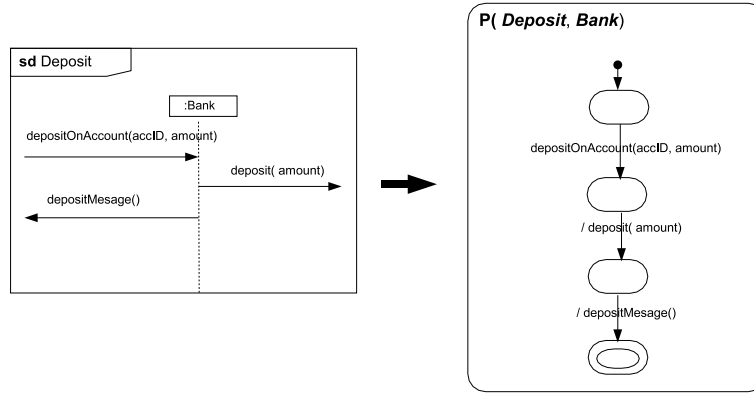 sd Deposit
:Bank
depositOnAccount(accID, amount)
deposit( amount)
depositMesage()
P( Deposit, Bank)
depositOnAccount(accID, amount)
/ deposit( amount)
/ depositMesage()